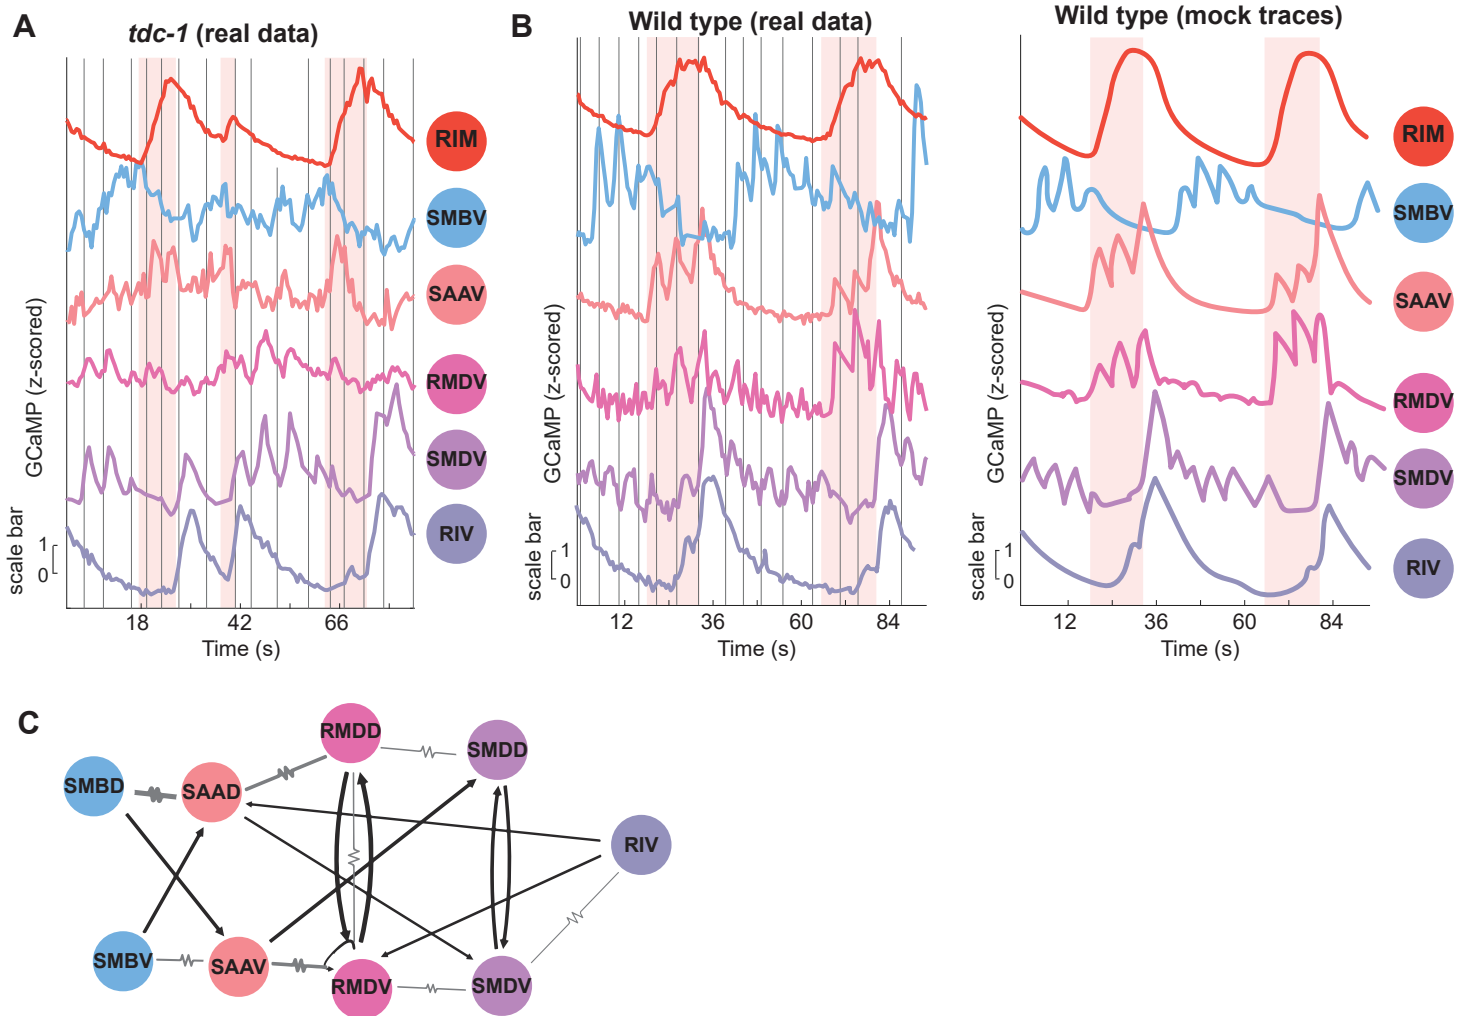 A
tdc-1 (real data)
RIM
SMBV
SAAV
RMDV
SMDV
RIV
GCaMP (z-scored)
scale bar
1
0
18 42 66
Time (s)
B
Wild type (real data)
GCaMP (z-scored)
scale bar
1
0
12 36 60 84
Time (s)
Wild type (mock traces)
RIM
SMBV
SAAV
RMDV
SMDV
RIV
GCaMP (z-scored)
scale bar
1
0
12 36 60 84
Time (s)
C
RMDD
SMDD
SMBD
SAAD
RIV
SMBV
SAAV
RMDV
SMDV